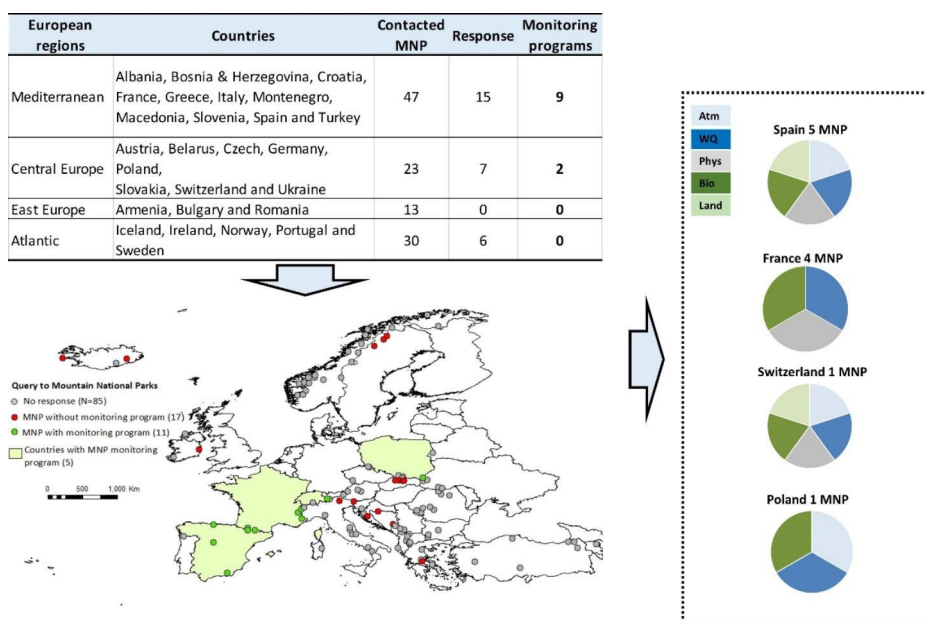 European regions Countries Contacted MNP Response Monitoring programs
Mediterranean
Albania, Bosnia & Herzegovina, Croatia,
France, Greece, Italy, Montenegro,
Macedonia, Slovenia, Spain and Turkey
47 15 9
Central Europe
Austria, Belarus, Czech, Germany,
Poland,
Slovakia, Switzerland and Ukraine
23 7 2
East Europe Armenia, Bulgary and Romania 13 0 0
Atlantic
Iceland, Ireland, Norway, Portugal and
Sweden
30 6 0
Query to Mountain National Parks
No response (N=85)
MNP without monitoring program (17)
MNP with monitoring program (11)
Countries with MNP monitoring
program (5)
0 500 1,000 Km
Atm
WQ
Phys
Bio
Land
Spain 5 MNP
France 4 MNP
Switzerland 1 MNP
Poland 1 MNP